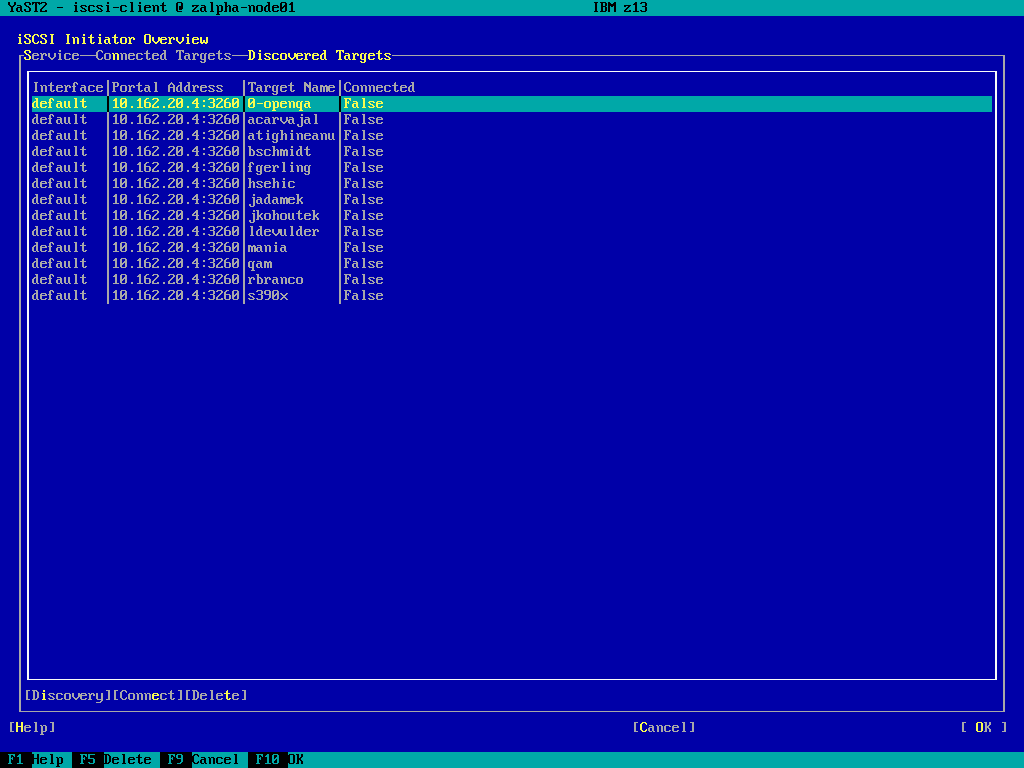 YaST2 - iscsi-client @ zalpha-node01 IBM z13
iSCSI Initiator Overview
Service Connected Targets Discovered Targets
Interface|Portal Address |Target Name|Connected
default |10.162.20.4:3260|0-openqa |False
default |10.162.20.4:3260|acarvajal |False
default |10.162.20.4:3260|atighineanu|False
default |10.162.20.4:3260|bschmidt |False
default |10.162.20.4:3260|fgerling |False
default |10.162.20.4:3260|hsehic |False
default |10.162.20.4:3260|jadamek |False
default |10.162.20.4:3260|jkohoutek |False
default |10.162.20.4:3260|ldevulder |False
default |10.162.20.4:3260|mania |False
default |10.162.20.4:3260|qam |False
default |10.162.20.4:3260|rbranco |False
default |10.162.20.4:3260|s390x |False
[Discovery][Connect][Delete]
[Help] [Cancel] [ OK ]
F1 Help F5 Delete F9 Cancel F10 OK